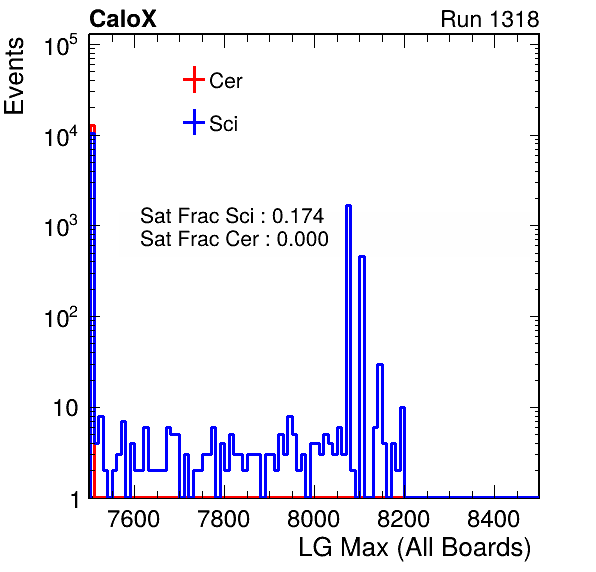 CaloX Run 1318
Events
10^5
10^4
10^3
10^2
10
1
Cer
Sci
Sat Frac Sci : 0.174
Sat Frac Cer : 0.000
7600 7800 8000 8200 8400
LG Max (All Boards)